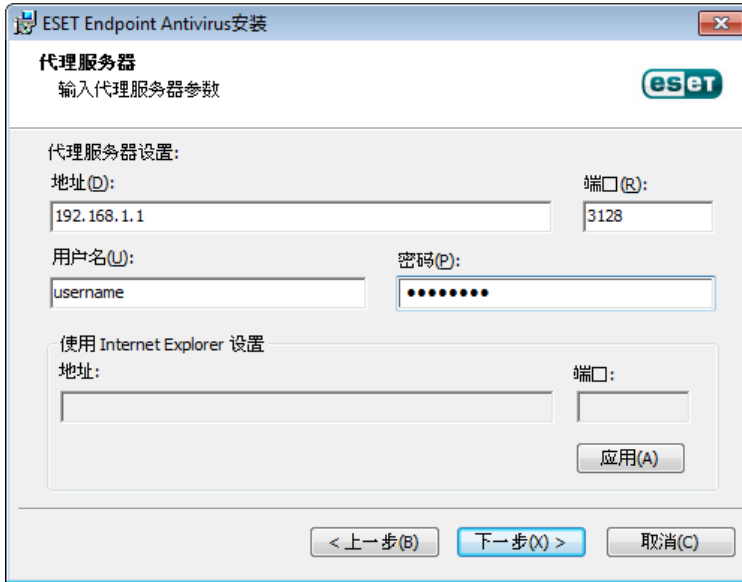 ESET Endpoint Antivirus安装
代理服务器
输入代理服务器参数
eseT
代理服务器设置:
地址(D): 端口(R):
192.168.1.1 3128
用户名(U): 密码(P):
username ●●●●●●●●
使用 Internet Explorer 设置
地址: 端口:
应用(A)
< 上一步(B) 下一步(X) > 取消(C)